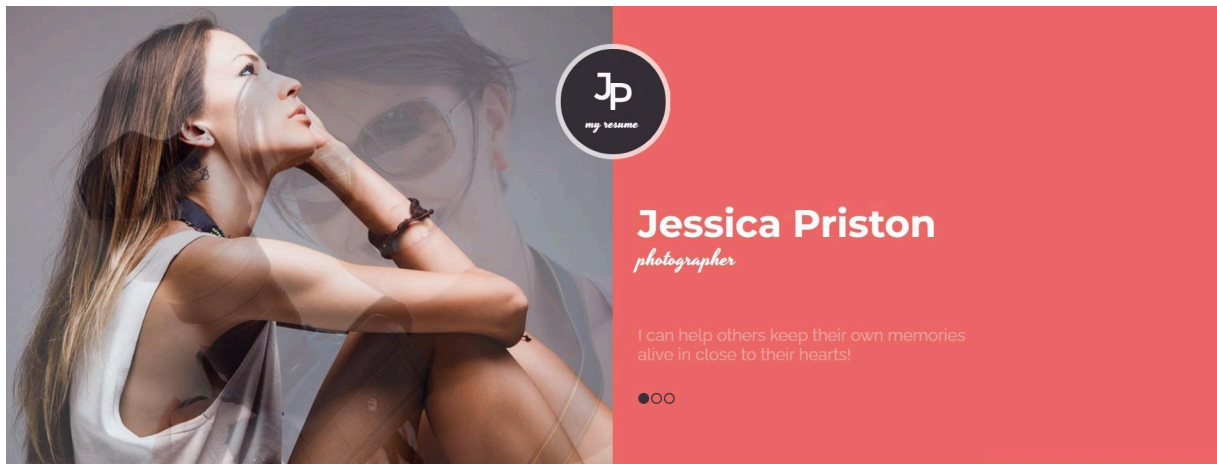 JP
my resume
Jessica Priston
photographer
I can help others keep their own memories
alive in close to their hearts!